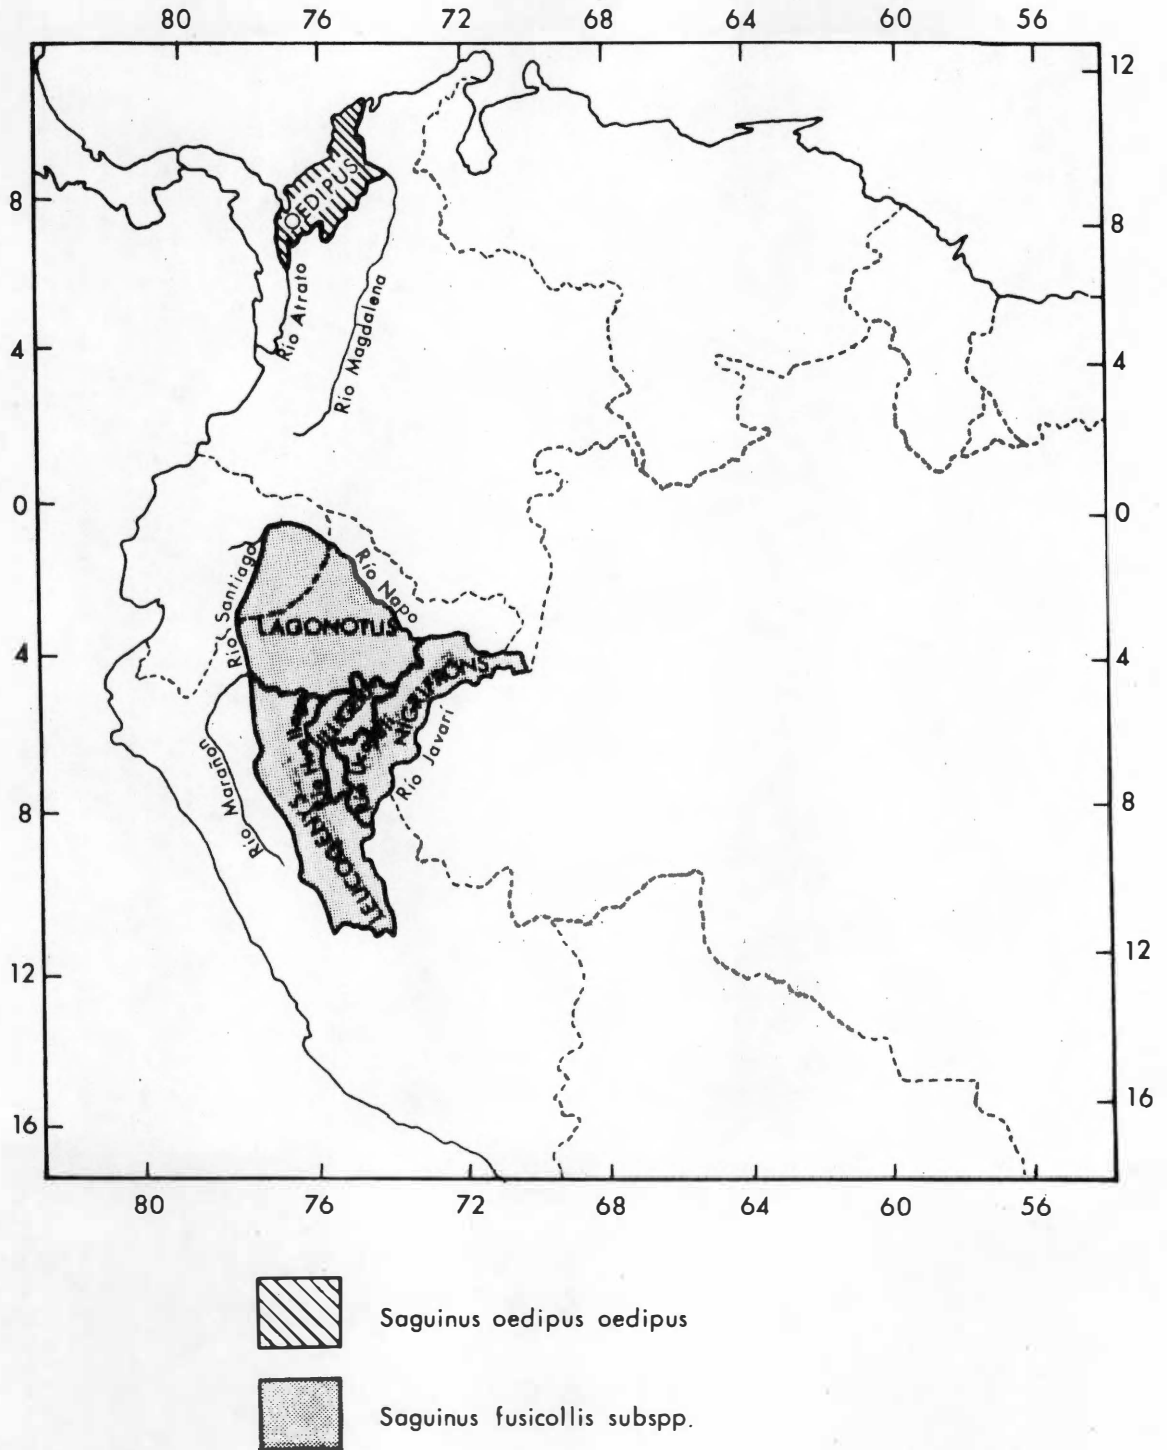 80 76 72 68 64 60 56
12
8
8
4
4
0
0
4
4
8
8
12
12
16
16
80 76 72 68 64 60 56
OEDIPUS
Rio Atrato
Rio Magdalena
Rio Santiago
Rio Napo
LAGONOTUS
NIGRIFRONS
Rio Javari
Rio Marañon
LEUCOGENYS
Saguinus oedipus oedipus
Saguinus fusicollis subspp.